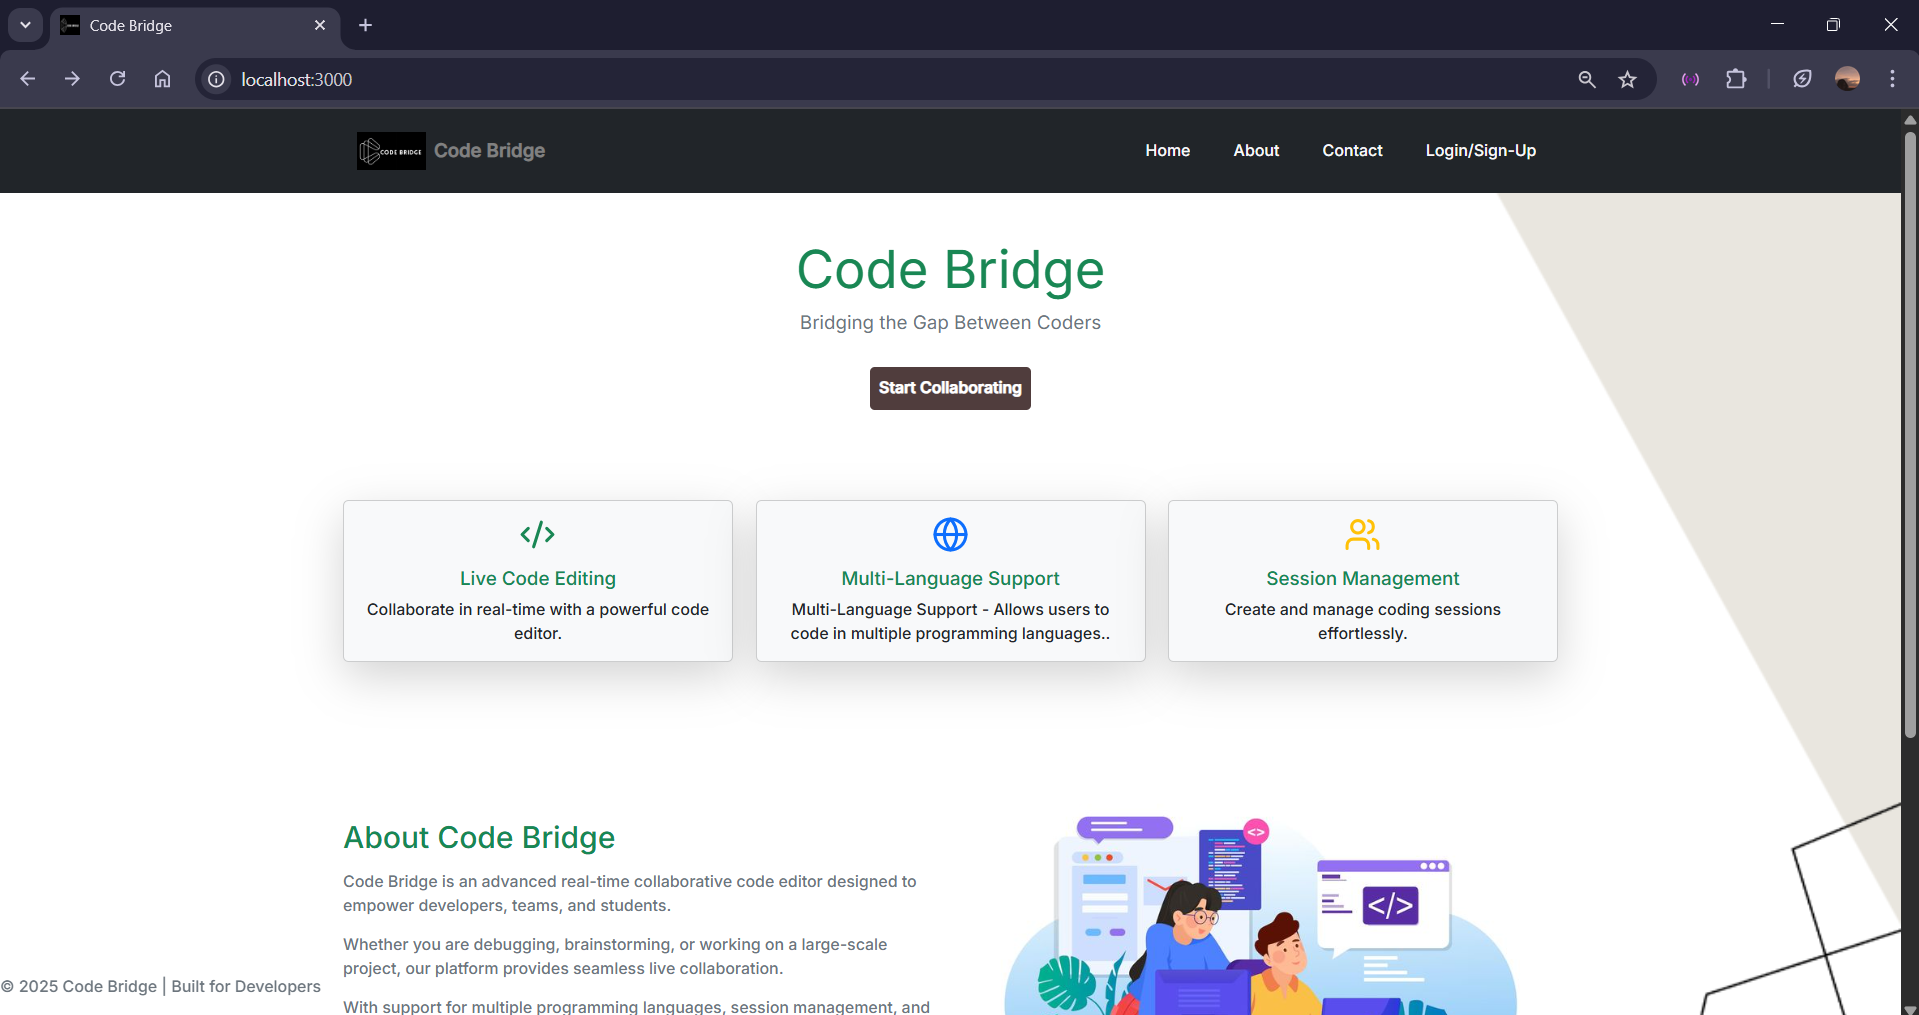 Code Bridge
localhost:3000
CODE BRIDGE
Code Bridge
Home
About
Contact
Login/Sign-Up
Code Bridge
Bridging the Gap Between Coders
Start Collaborating
</>
Live Code Editing
Collaborate in real-time with a powerful code
editor.
Multi-Language Support
Multi-Language Support - Allows users to
code in multiple programming languages..
Session Management
Create and manage coding sessions
effortlessly.
About Code Bridge
Code Bridge is an advanced real-time collaborative code editor designed to
empower developers, teams, and students.
Whether you are debugging, brainstorming, or working on a large-scale
project, our platform provides seamless live collaboration.
With support for multiple programming languages, session management, and
<>
</>
© 2025 Code Bridge | Built for Developers